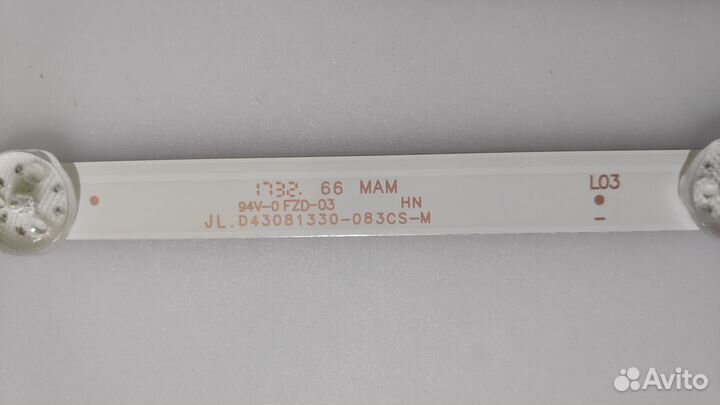 1732. 66 MAM
94V-0 FZD-03 HN
JL.D43081330-083CS-M
L03
Avito